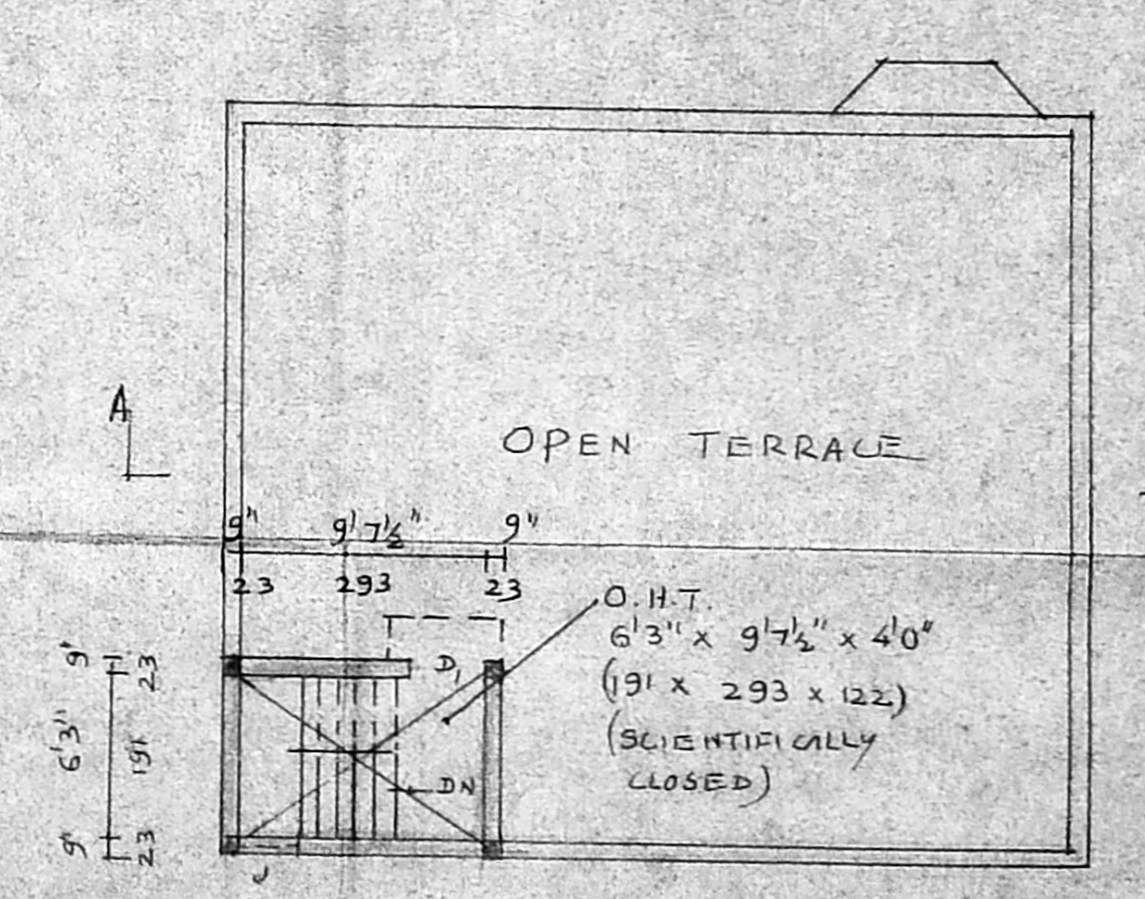 A
OPEN TERRACE
9" 9'7½" 9"
23 293 23
O.H.T.
6'3" x 9'7½" x 4'0"
(191 x 293 x 122)
(SCIENTIFICALLY
CLOSED)
D1
DN
9" 6'3" 9"
23 191 23